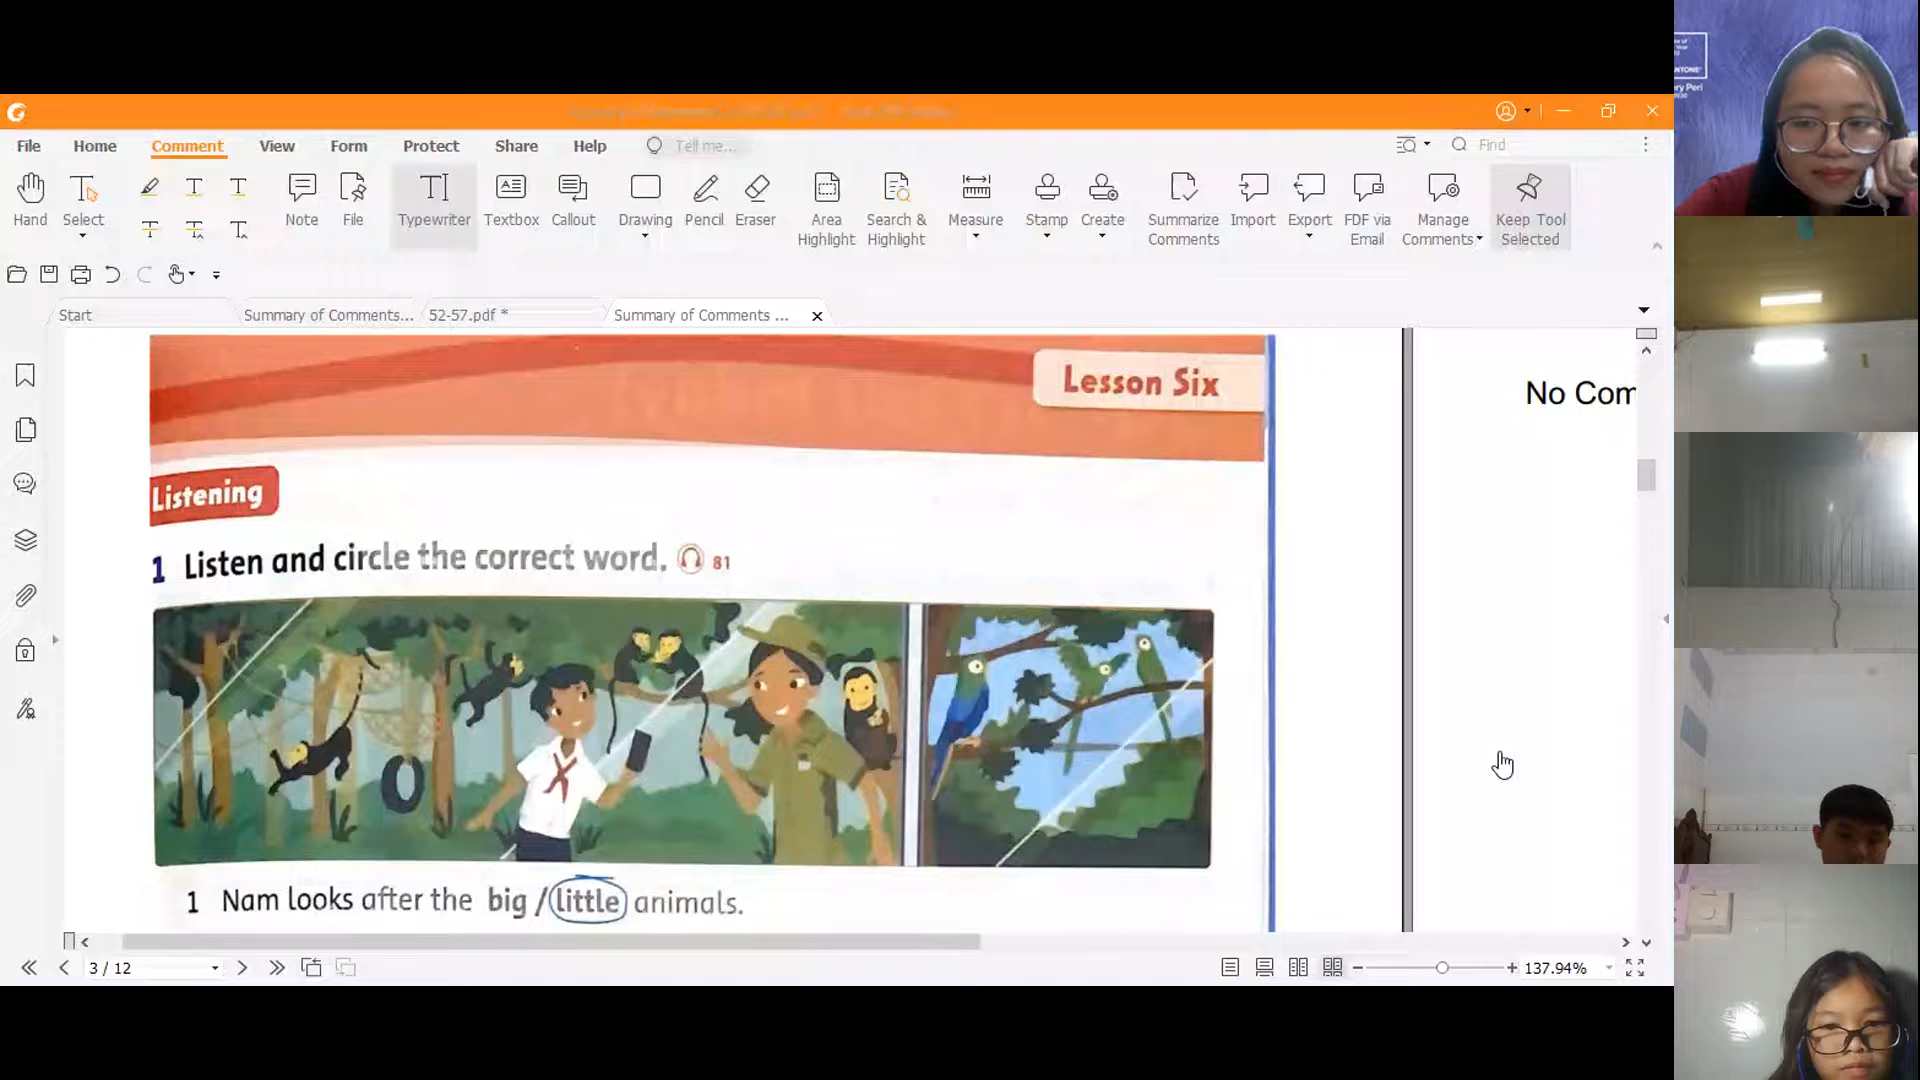 File Home Comment View Form Protect Share Help Tell me... Find
Hand Select Note File Typewriter Textbox Callout Drawing Pencil Eraser Area Highlight Search & Highlight Measure Stamp Create Summarize Comments Import Export FDF via Email Manage Comments Keep Tool Selected
Start Summary of Comments... 52-57.pdf * Summary of Comments ...
Lesson Six
No Com
Listening
1 Listen and circle the correct word. 81
1 Nam looks after the big / little animals.
3 / 12 137.94%